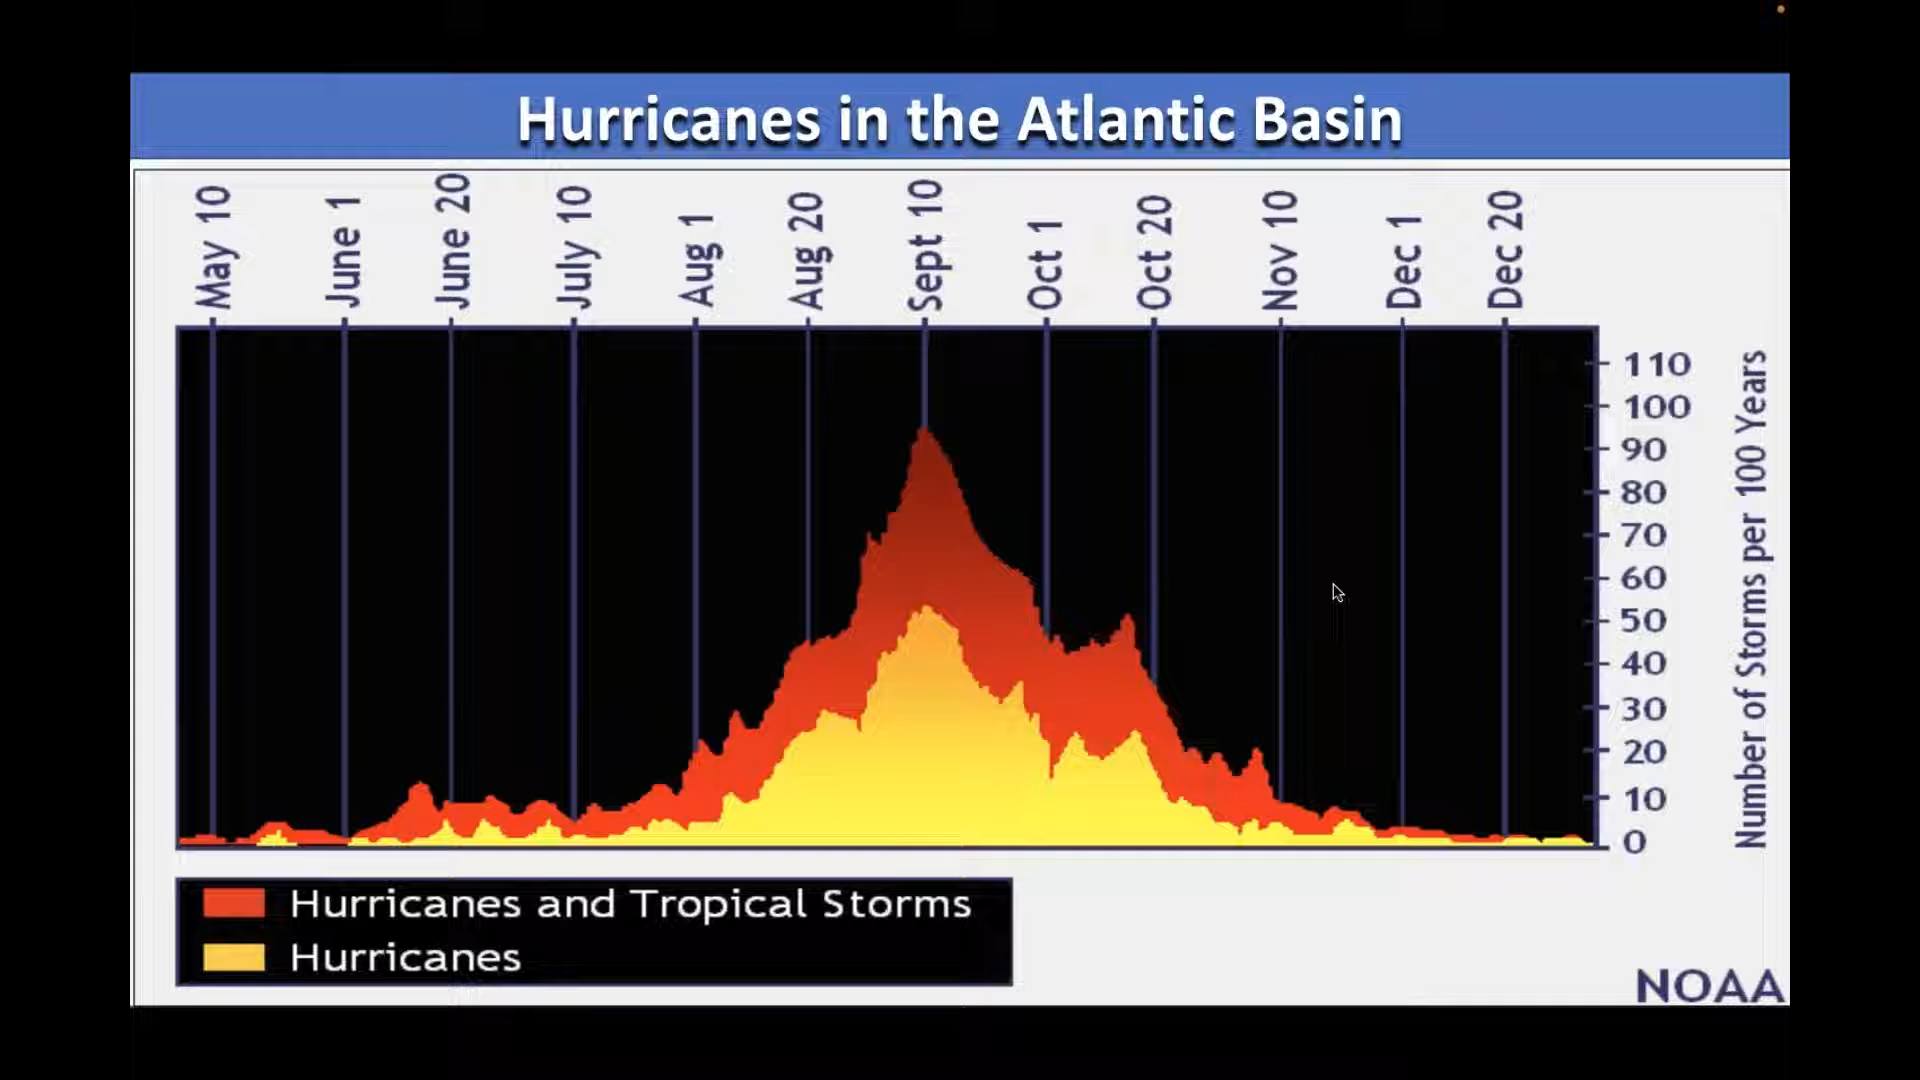 Hurricanes in the Atlantic Basin
May 10
June 1
June 20
July 10
Aug 1
Aug 20
Sept 10
Oct 1
Oct 20
Nov 10
Dec 1
Dec 20
110
100
90
80
70
60
50
40
30
20
10
0
Number of Storms per 100 Years
Hurricanes and Tropical Storms
Hurricanes
NOAA